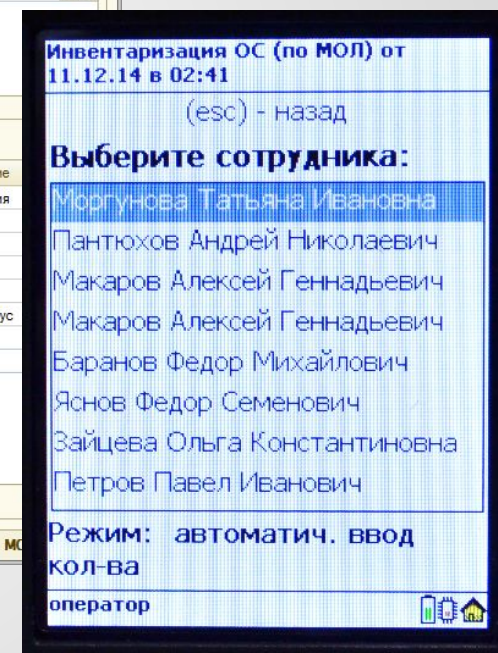 Инвентаризация ОС (по МОЛ) от
11.12.14 в 02:41
(esc) - назад
Выберите сотрудника:
Моргунова Татьяна Ивановна
Пантюхов Андрей Николаевич
Макаров Алексей Геннадьевич
Макаров Алексей Геннадьевич
Баранов Федор Михайлович
Яснов Федор Семенович
Зайцева Ольга Константиновна
Петров Павел Иванович
Режим: автоматич. ввод
кол-ва
оператор